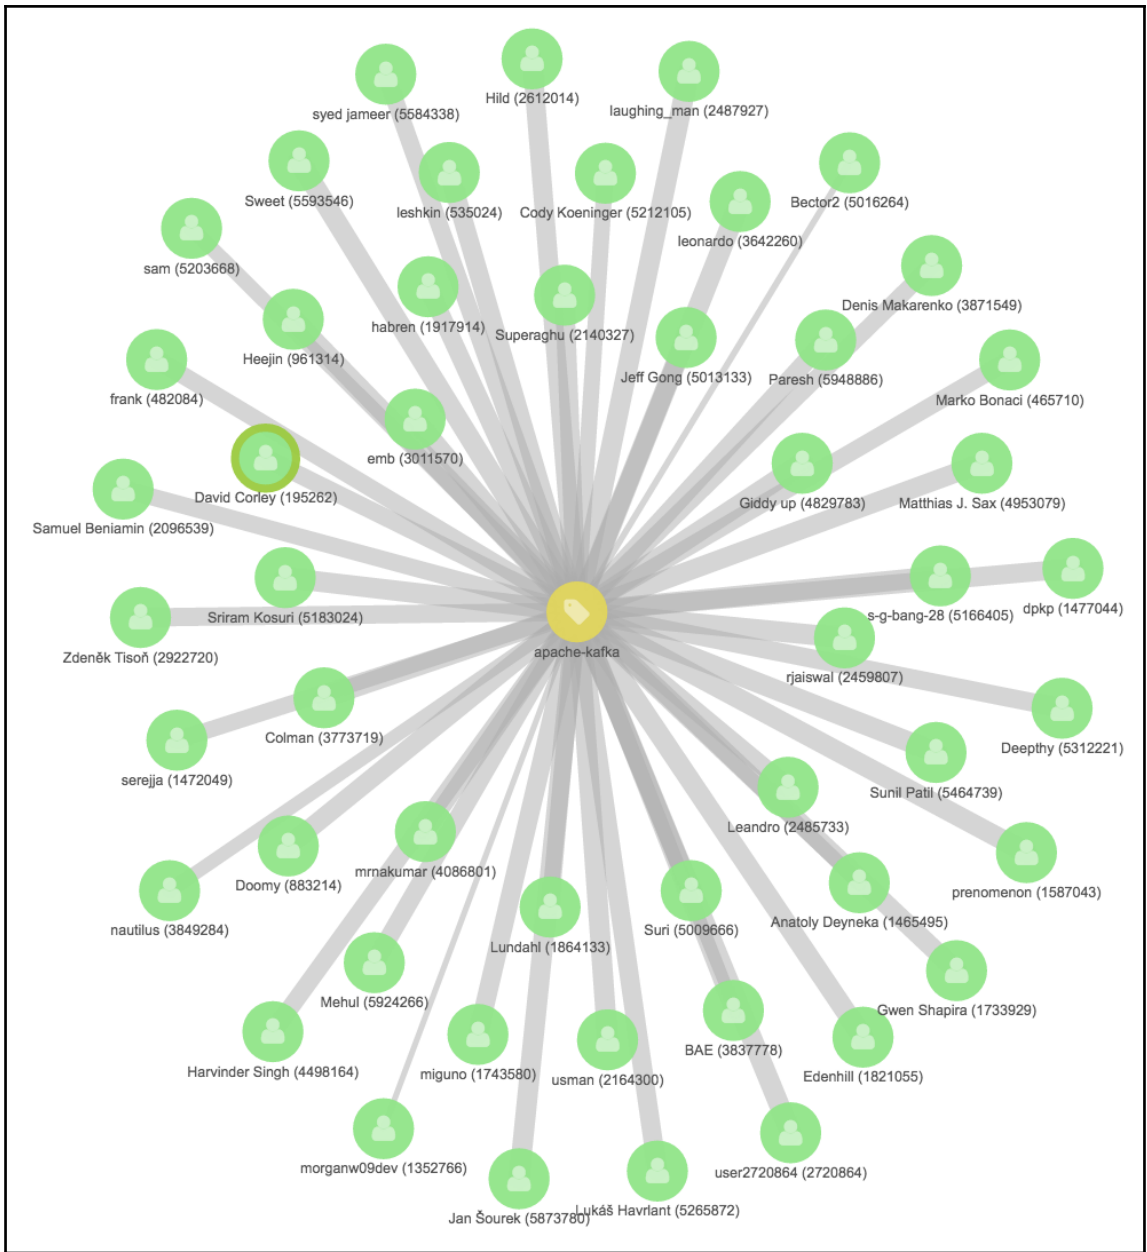 Hild (2612014)
syed jameer (5584338)
laughing_man (2487927)
Sweet (5593546)
leshkin (535024)
Cody Koeninger (5212105)
Bector2 (5016264)
leonardo (3642260)
sam (5203668)
Denis Makarenko (3871549)
habren (1917914)
Superaghu (2140327)
Heejin (961314)
Jeff Gong (5013133)
Paresh (5948886)
frank (482084)
Marko Bonaci (465710)
emb (3011570)
David Corley (195262)
Giddy up (4829783)
Matthias J. Sax (4953079)
Samuel Beniamin (2096539)
Sriram Kosuri (5183024)
s-g-bang-28 (5166405)
dpkp (1477044)
Zdeněk Tisoň (2922720)
apache-kafka
rjaiswal (2459807)
Colman (3773719)
Deepthy (5312221)
serejja (1472049)
Sunil Patil (5464739)
Leandro (2485733)
mrnakumar (4086801)
Doomy (883214)
prenomenon (1587043)
nautilus (3849284)
Lundahl (1864133)
Suri (5009666)
Anatoly Deyneka (1465495)
Mehul (5924266)
Gwen Shapira (1733929)
Harvinder Singh (4498164)
miguno (1743580)
usman (2164300)
BAE (3837778)
Edenhill (1821055)
morganw09dev (1352766)
user2720864 (2720864)
Jan Šourek (5873780)
Lukáš Havrlant (5265872)